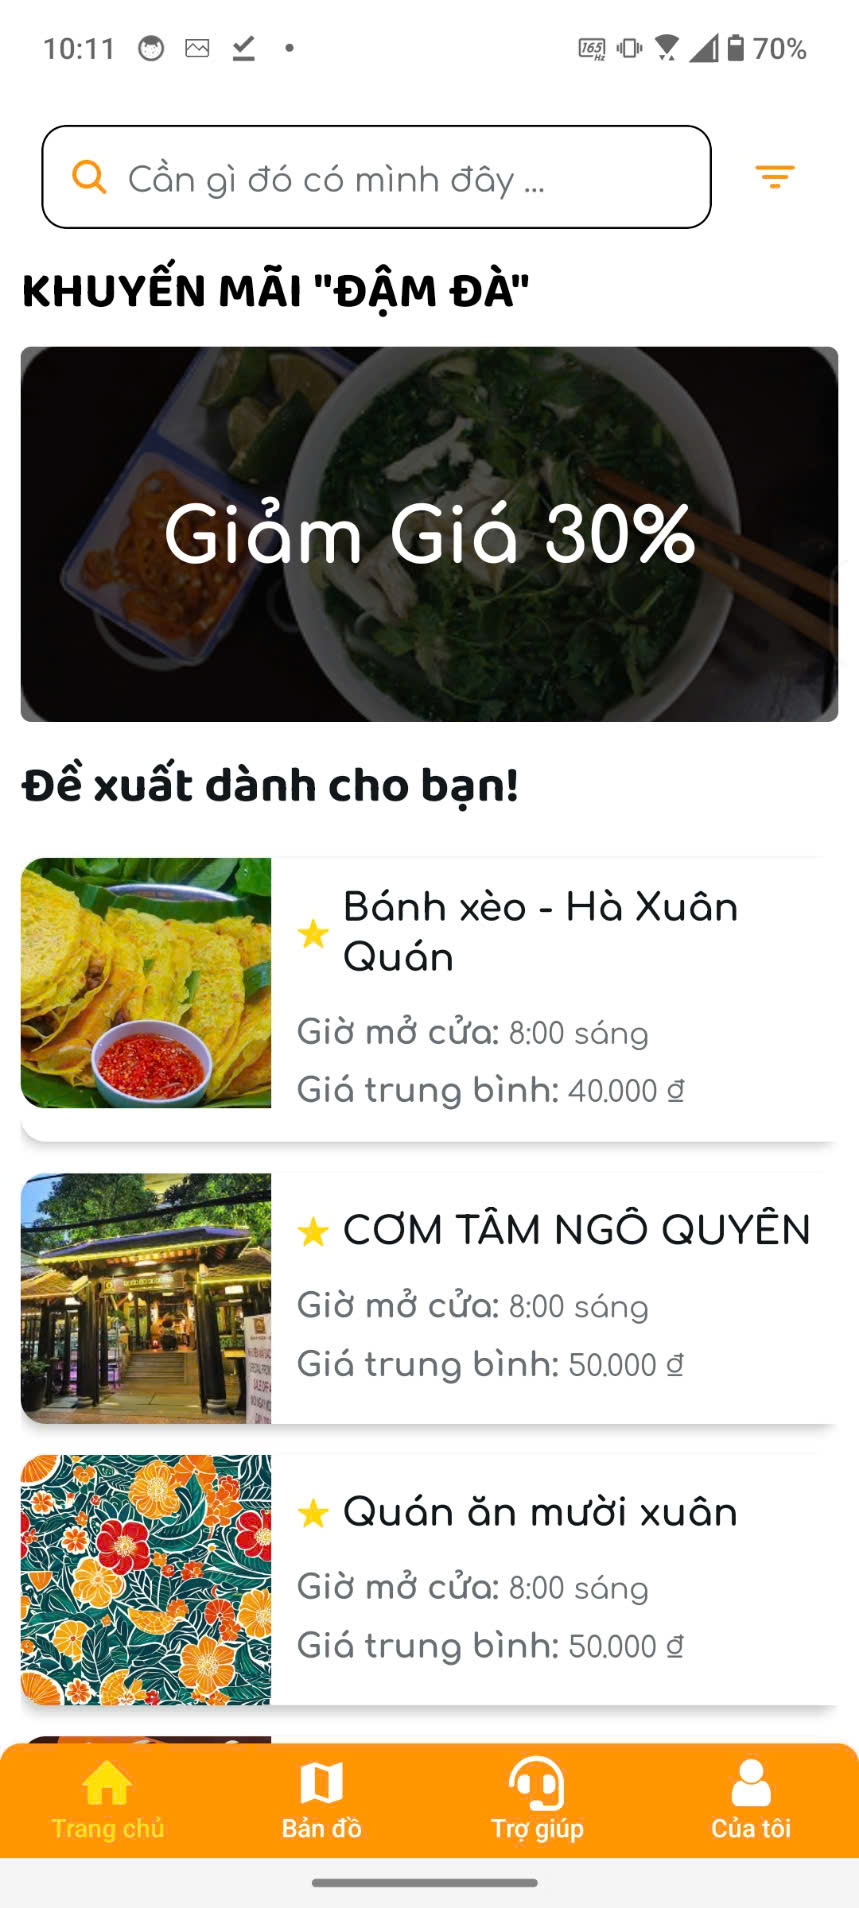 10:11
165 Hz
70%
Cần gì đó có mình đây ...
KHUYẾN MÃI "ĐẬM ĐÀ"
Giảm Giá 30%
Đề xuất dành cho bạn!
Bánh xèo - Hà Xuân
Quán
Giờ mở cửa: 8:00 sáng
Giá trung bình: 40.000 ₫
CƠM TÂM NGÔ QUYÊN
Giờ mở cửa: 8:00 sáng
Giá trung bình: 50.000 ₫
Quán ăn mười xuân
Giờ mở cửa: 8:00 sáng
Giá trung bình: 50.000 ₫
Trang chủ
Bản đồ
Trợ giúp
Của tôi